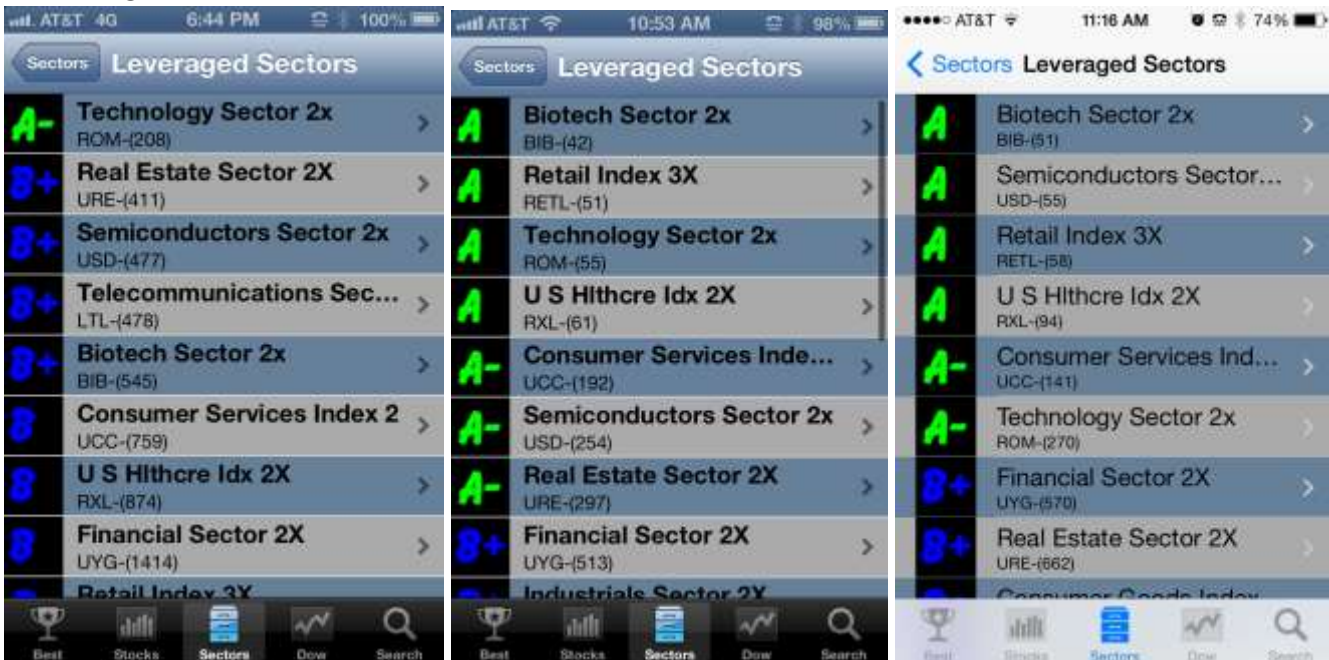 AT&T 4G 6:44 PM 100%
Sectors Leveraged Sectors
A- Technology Sector 2x
ROM-(208)
B+ Real Estate Sector 2X
URE-(411)
B+ Semiconductors Sector 2x
USD-(477)
B+ Telecommunications Sec...
LTL-(478)
B+ Biotech Sector 2x
BIB-(545)
B Consumer Services Index 2
UCC-(759)
B U S Hlthcre Idx 2X
RXL-(874)
B Financial Sector 2X
UYG-(1414)
Retail Index 3X
Best Stocks Sectors Dow Search
AT&T 10:53 AM 98%
Sectors Leveraged Sectors
A Biotech Sector 2x
BIB-(42)
A Retail Index 3X
RETL-(51)
A Technology Sector 2x
ROM-(55)
A U S Hlthcre Idx 2X
RXL-(61)
A- Consumer Services Inde...
UCC-(192)
A- Semiconductors Sector 2x
USD-(254)
A- Real Estate Sector 2X
URE-(297)
B+ Financial Sector 2X
UYG-(513)
Industrials Sector 2X
Best Stocks Sectors Dow Search
AT&T 11:16 AM 74%
Sectors Leveraged Sectors
A Biotech Sector 2x
BIB-(51)
A Semiconductors Sector...
USD-(55)
A Retail Index 3X
RETL-(58)
A U S Hlthcre Idx 2X
RXL-(94)
A- Consumer Services Ind...
UCC-(141)
A- Technology Sector 2x
ROM-(270)
B+ Financial Sector 2X
UYG-(570)
B+ Real Estate Sector 2X
URE-(662)
Consumer Goods Index
Best Stocks Sectors Dow Search